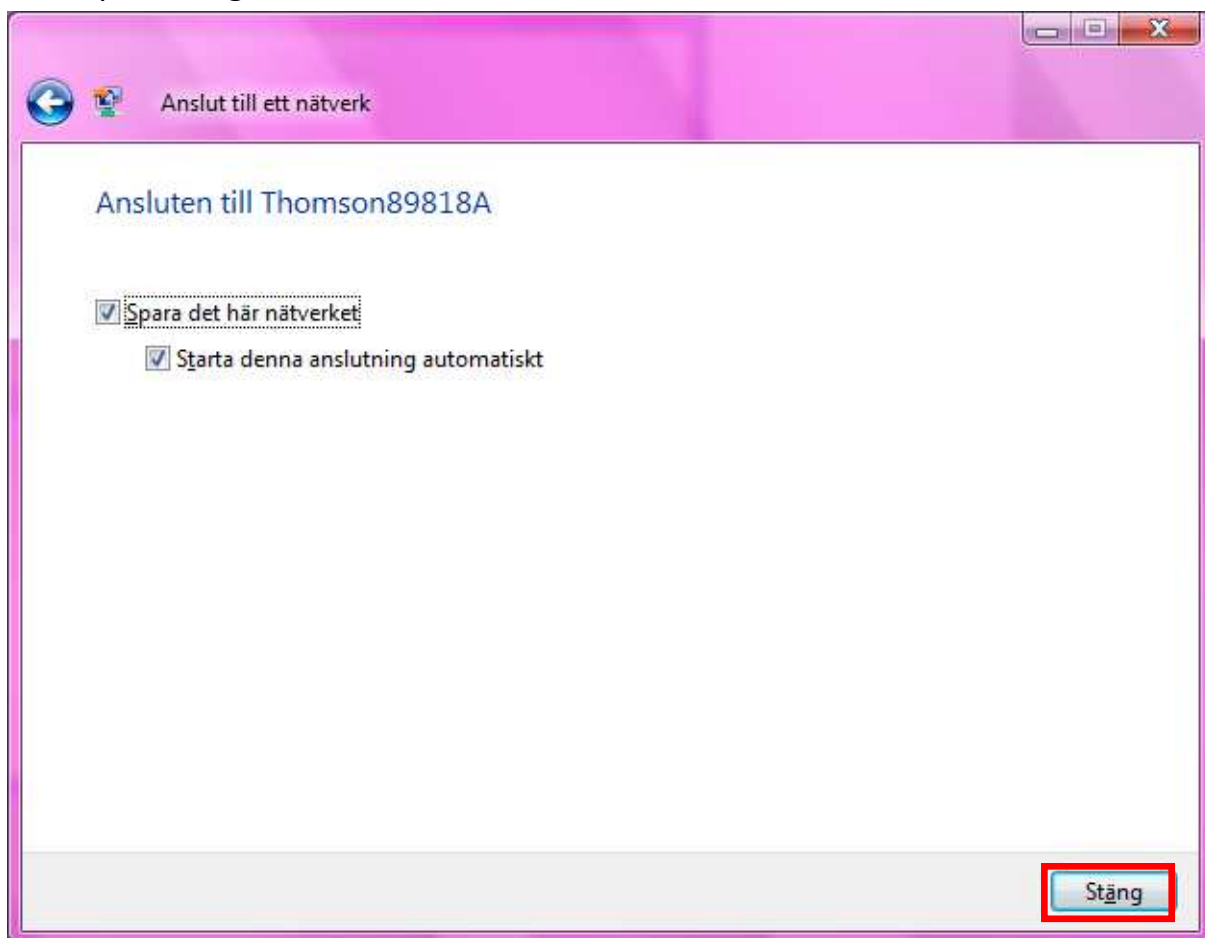 Anslut till ett nätverk
Ansluten till Thomson89818A
Spara det här nätverket
Starta denna anslutning automatiskt
Stäng